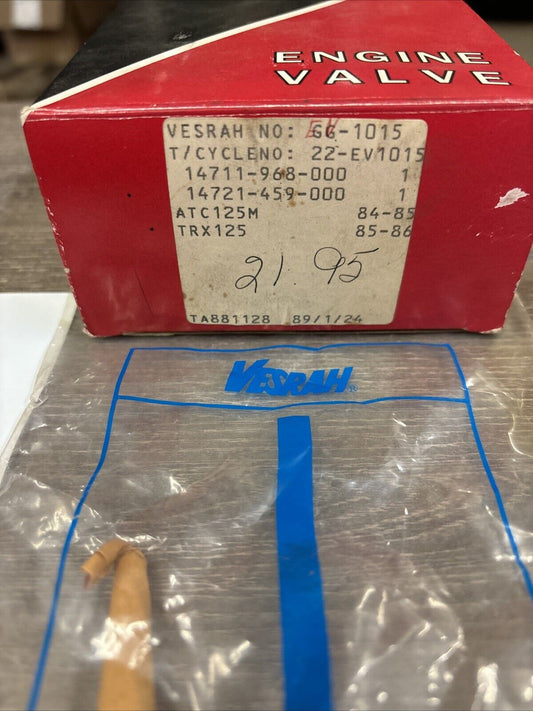 ENGINE
VALVE
VESRAH NO: EV GG-1015
T/CYCLENO: 22-EV1015
14711-968-000 1
14721-459-000 1
ATC125M 84-85
TRX125 85-86
21.95
TA881128 89/1/24
VESRAH®